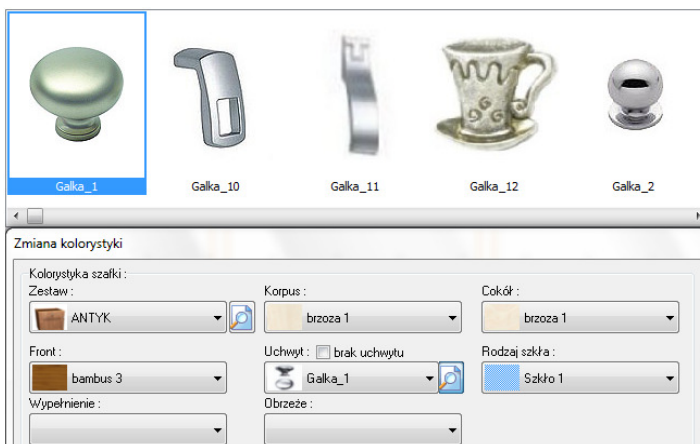 Galka_1 Galka_10 Galka_11 Galka_12 Galka_2
Zmiana kolorystyki
Kolorystyka szafki :
Zestaw : Korpus : Cokół :
ANTYK brzoza 1 brzoza 1
Front : Uchwyt : brak uchwytu Rodzaj szkła :
bambus 3 Galka_1 Szkło 1
Wypełnienie : Obrzeże :